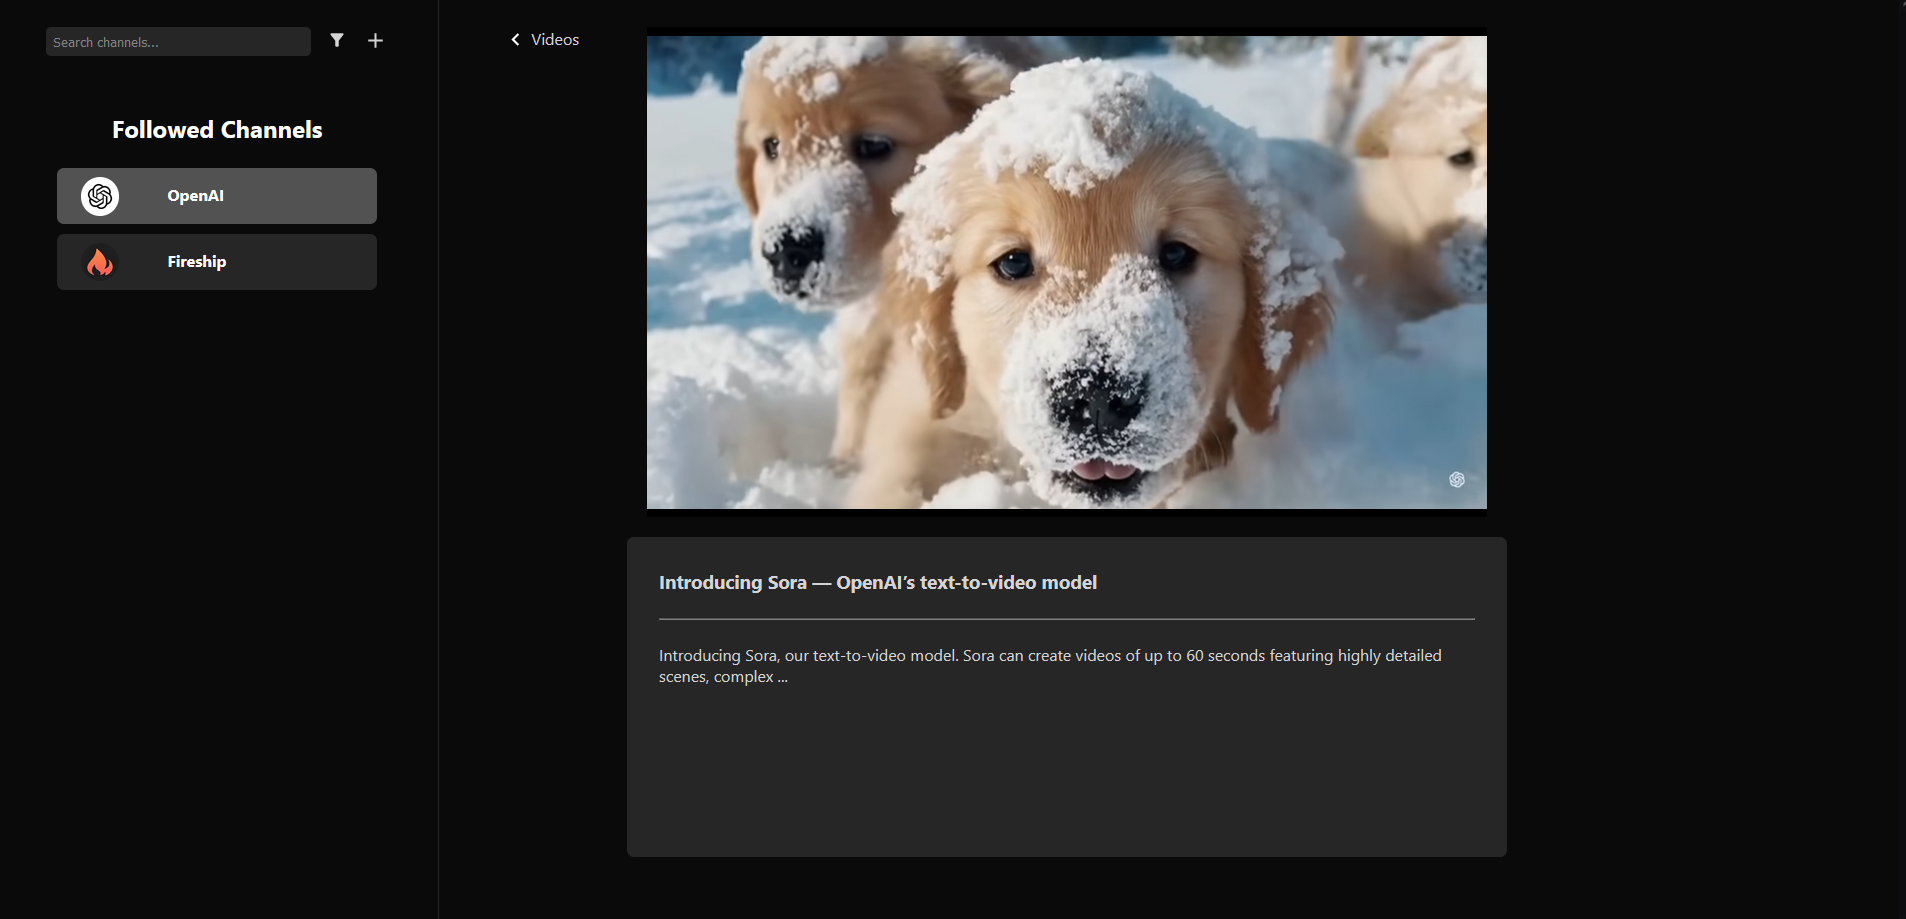 Search channels...
Followed Channels
OpenAI
Fireship
Videos
Introducing Sora — OpenAI’s text-to-video model
Introducing Sora, our text-to-video model. Sora can create videos of up to 60 seconds featuring highly detailed
scenes, complex ...